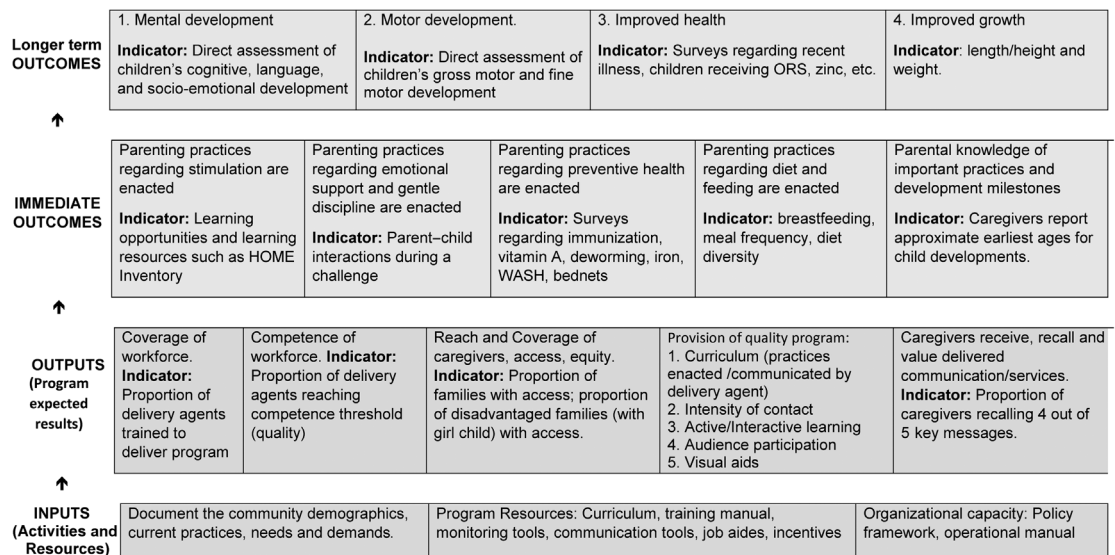 Longer term
OUTCOMES
1. Mental development
Indicator: Direct assessment of
children’s cognitive, language,
and socio-emotional development
2. Motor development.
Indicator: Direct assessment of
children’s gross motor and fine
motor development
3. Improved health
Indicator: Surveys regarding recent
illness, children receiving ORS, zinc, etc.
4. Improved growth
Indicator: length/height and
weight.
IMMEDIATE
OUTCOMES
Parenting practices
regarding stimulation are
enacted
Indicator: Learning
opportunities and learning
resources such as HOME
Inventory
Parenting practices
regarding emotional
support and gentle
discipline are enacted
Indicator: Parent–child
interactions during a
challenge
Parenting practices
regarding preventive health
are enacted
Indicator: Surveys
regarding immunization,
vitamin A, deworming, iron,
WASH, bednets
Parenting practices
regarding diet and
feeding are enacted
Indicator: breastfeeding,
meal frequency, diet
diversity
Parental knowledge of
important practices and
development milestones
Indicator: Caregivers report
approximate earliest ages for
child developments.
OUTPUTS
(Program
expected
results)
Coverage of
workforce.
Indicator:
Proportion of
delivery agents
trained to
deliver program
Competence of
workforce. Indicator:
Proportion of delivery
agents reaching
competence threshold
(quality)
Reach and Coverage of
caregivers, access, equity.
Indicator: Proportion of
families with access; proportion
of disadvantaged families (with
girl child) with access.
Provision of quality program:
1. Curriculum (practices
enacted /communicated by
delivery agent)
2. Intensity of contact
3. Active/Interactive learning
4. Audience participation
5. Visual aids
Caregivers receive, recall and
value delivered
communication/services.
Indicator: Proportion of
caregivers recalling 4 out of
5 key messages.
INPUTS
(Activities and
Resources)
Document the community demographics,
current practices, needs and demands.
Program Resources: Curriculum, training manual,
monitoring tools, communication tools, job aides, incentives
Organizational capacity: Policy
framework, operational manual